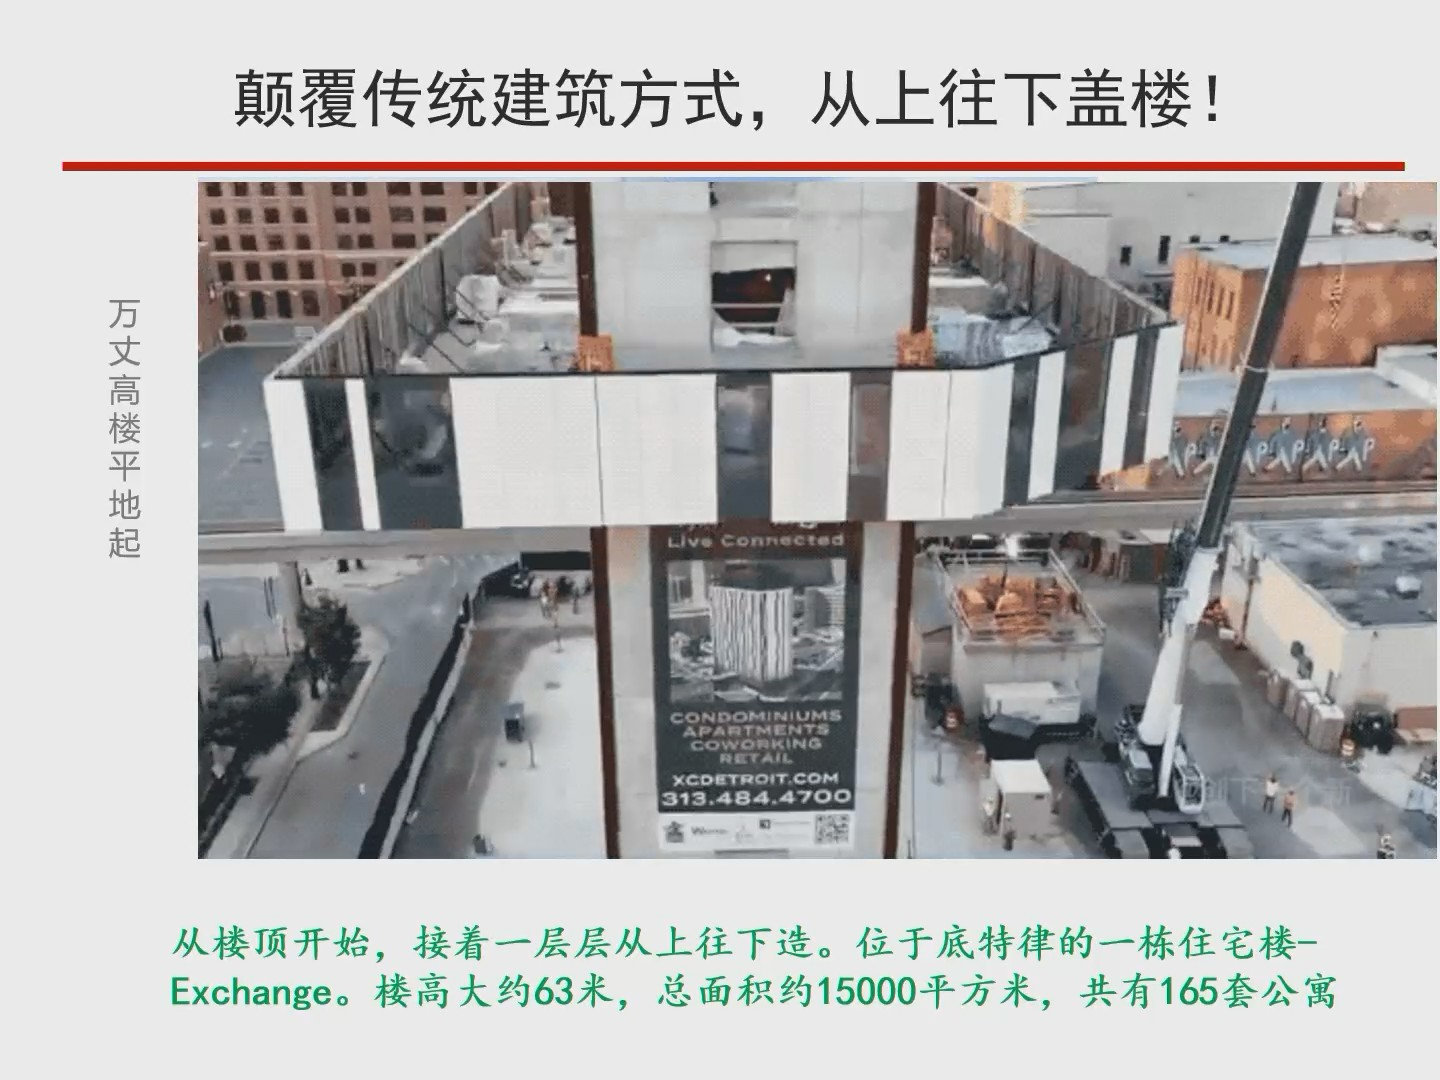 颠覆传统建筑方式，从上往下盖楼！
万丈高楼平地起
Live Connected
CONDOMINIUMS
APARTMENTS
COWORKING
RETAIL
XCDETROIT.COM
313.484.4700
从楼顶开始，接着一层层从上往下造。位于底特律的一栋住宅楼-
Exchange。楼高大约63米，总面积约15000平方米，共有165套公寓